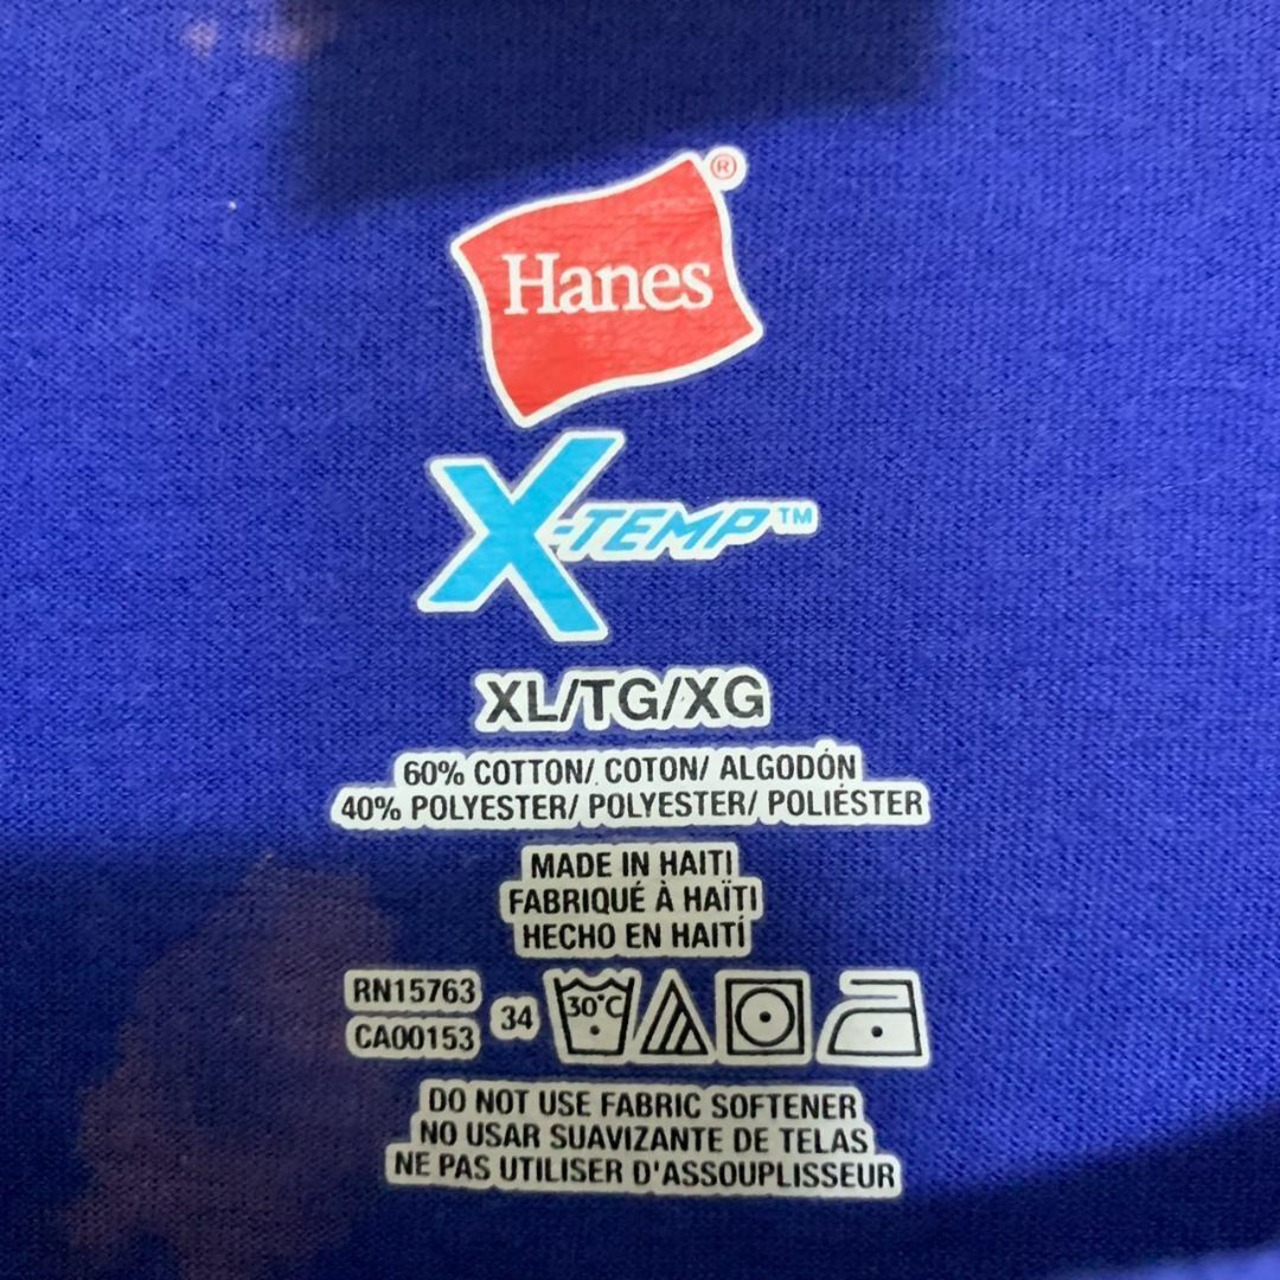 Hanes®
X-TEMP™
XL/TG/XG
60% COTTON/ COTON/ ALGODÓN
40% POLYESTER/ POLYESTER/ POLIÉSTER
MADE IN HAITI
FABRIQUÉ À HAÏTI
HECHO EN HAITÍ
RN15763
CA00153
34
30°C
DO NOT USE FABRIC SOFTENER
NO USAR SUAVIZANTE DE TELAS
NE PAS UTILISER D'ASSOUPLISSEUR